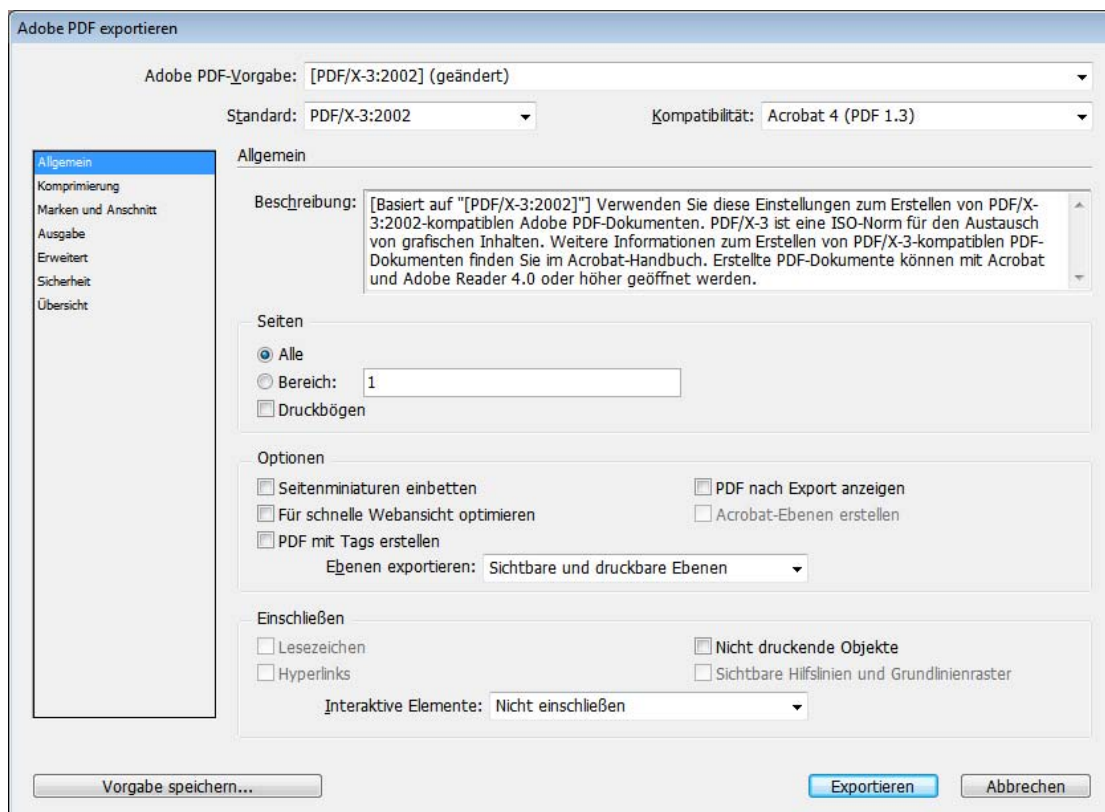 Adobe PDF exportieren
Adobe PDF-Vorgabe: [PDF/X-3:2002] (geändert)
Standard: PDF/X-3:2002 Kompatibilität: Acrobat 4 (PDF 1.3)
Allgemein
Komprimierung
Marken und Anschnitt
Ausgabe
Erweitert
Sicherheit
Übersicht
Allgemein
Beschreibung: [Basiert auf "[PDF/X-3:2002]"] Verwenden Sie diese Einstellungen zum Erstellen von PDF/X-
3:2002-kompatiblen Adobe PDF-Dokumenten. PDF/X-3 ist eine ISO-Norm für den Austausch
von grafischen Inhalten. Weitere Informationen zum Erstellen von PDF/X-3-kompatiblen PDF-
Dokumenten finden Sie im Acrobat-Handbuch. Erstellte PDF-Dokumente können mit Acrobat
und Adobe Reader 4.0 oder höher geöffnet werden.
Seiten
Alle
Bereich: 1
Druckbögen
Optionen
Seitenminiaturen einbetten PDF nach Export anzeigen
Für schnelle Webansicht optimieren Acrobat-Ebenen erstellen
PDF mit Tags erstellen
Ebenen exportieren: Sichtbare und druckbare Ebenen
Einschließen
Lesezeichen Nicht druckende Objekte
Hyperlinks Sichtbare Hilfslinien und Grundlinienraster
Interaktive Elemente: Nicht einschließen
Vorgabe speichern... Exportieren Abbrechen